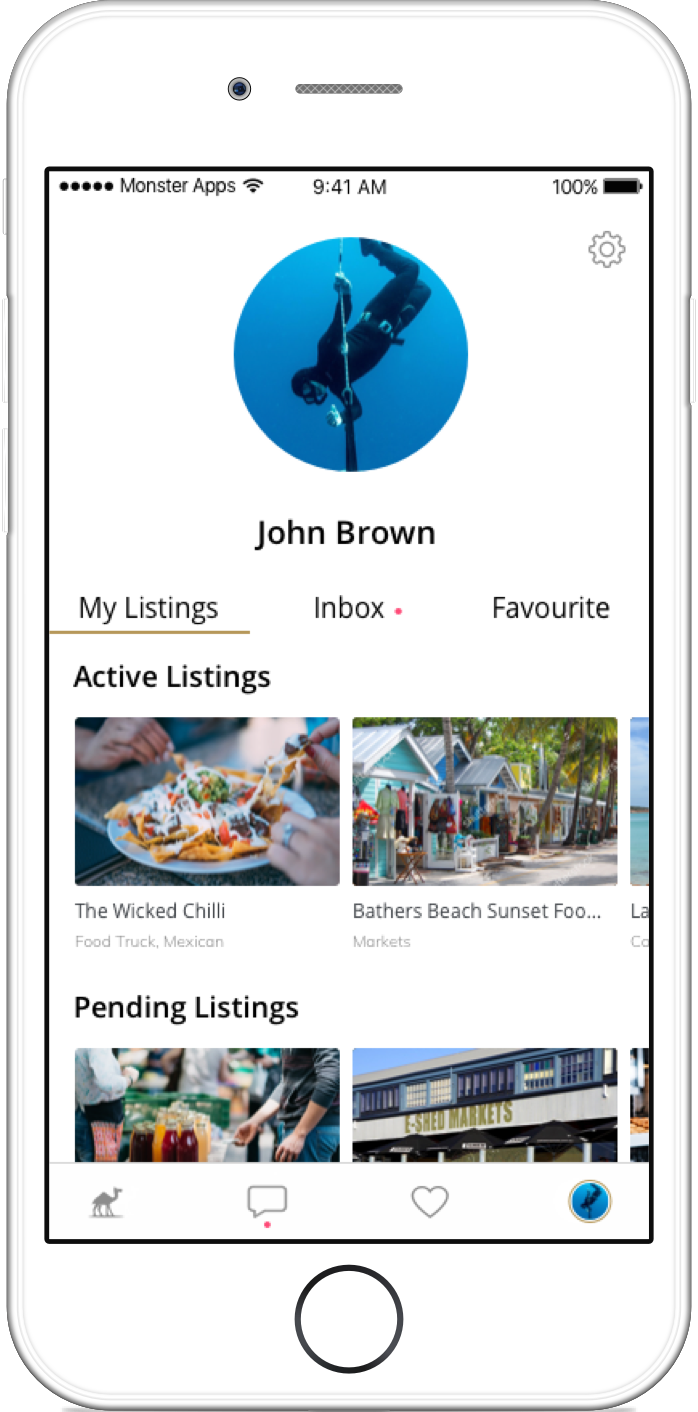 Monster Apps 9:41 AM 100%
John Brown
My Listings Inbox Favourite
Active Listings
The Wicked Chilli Bathers Beach Sunset Foo... La
Food Truck, Mexican Markets Ca
Pending Listings
E-SHED MARKETS